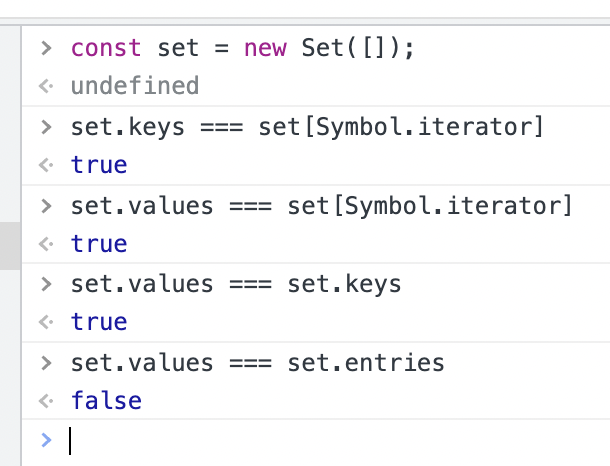 > const set = new Set([]);
<· undefined
> set.keys === set[Symbol.iterator]
<· true
> set.values === set[Symbol.iterator]
<· true
> set.values === set.keys
<· true
> set.values === set.entries
<· false
>